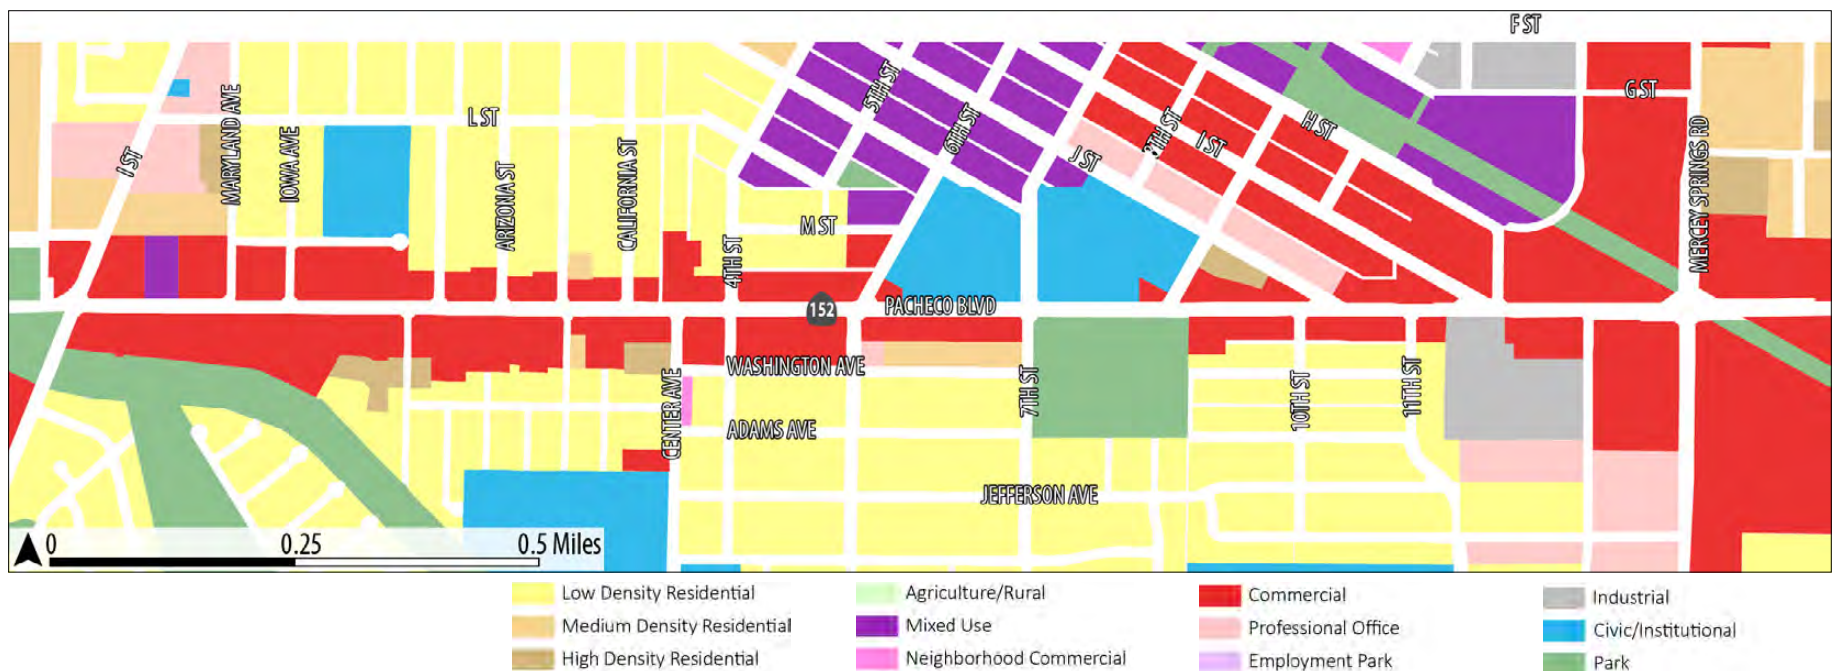 F ST
G ST
5TH ST
MARYLAND AVE
L ST
IOWA AVE
I ST
6TH ST
H ST
I ST
J ST
MERCEY SPRINGS RD
ARIZONA ST
CALIFORNIA ST
M ST
4TH ST
152
PACHECO BLVD
WASHINGTON AVE
CENTER AVE
7TH ST
10TH ST
11TH ST
ADAMS AVE
JEFFERSON AVE
0 0.25 0.5 Miles
Low Density Residential
Medium Density Residential
High Density Residential
Agriculture/Rural
Mixed Use
Neighborhood Commercial
Commercial
Professional Office
Employment Park
Industrial
Civic/Institutional
Park